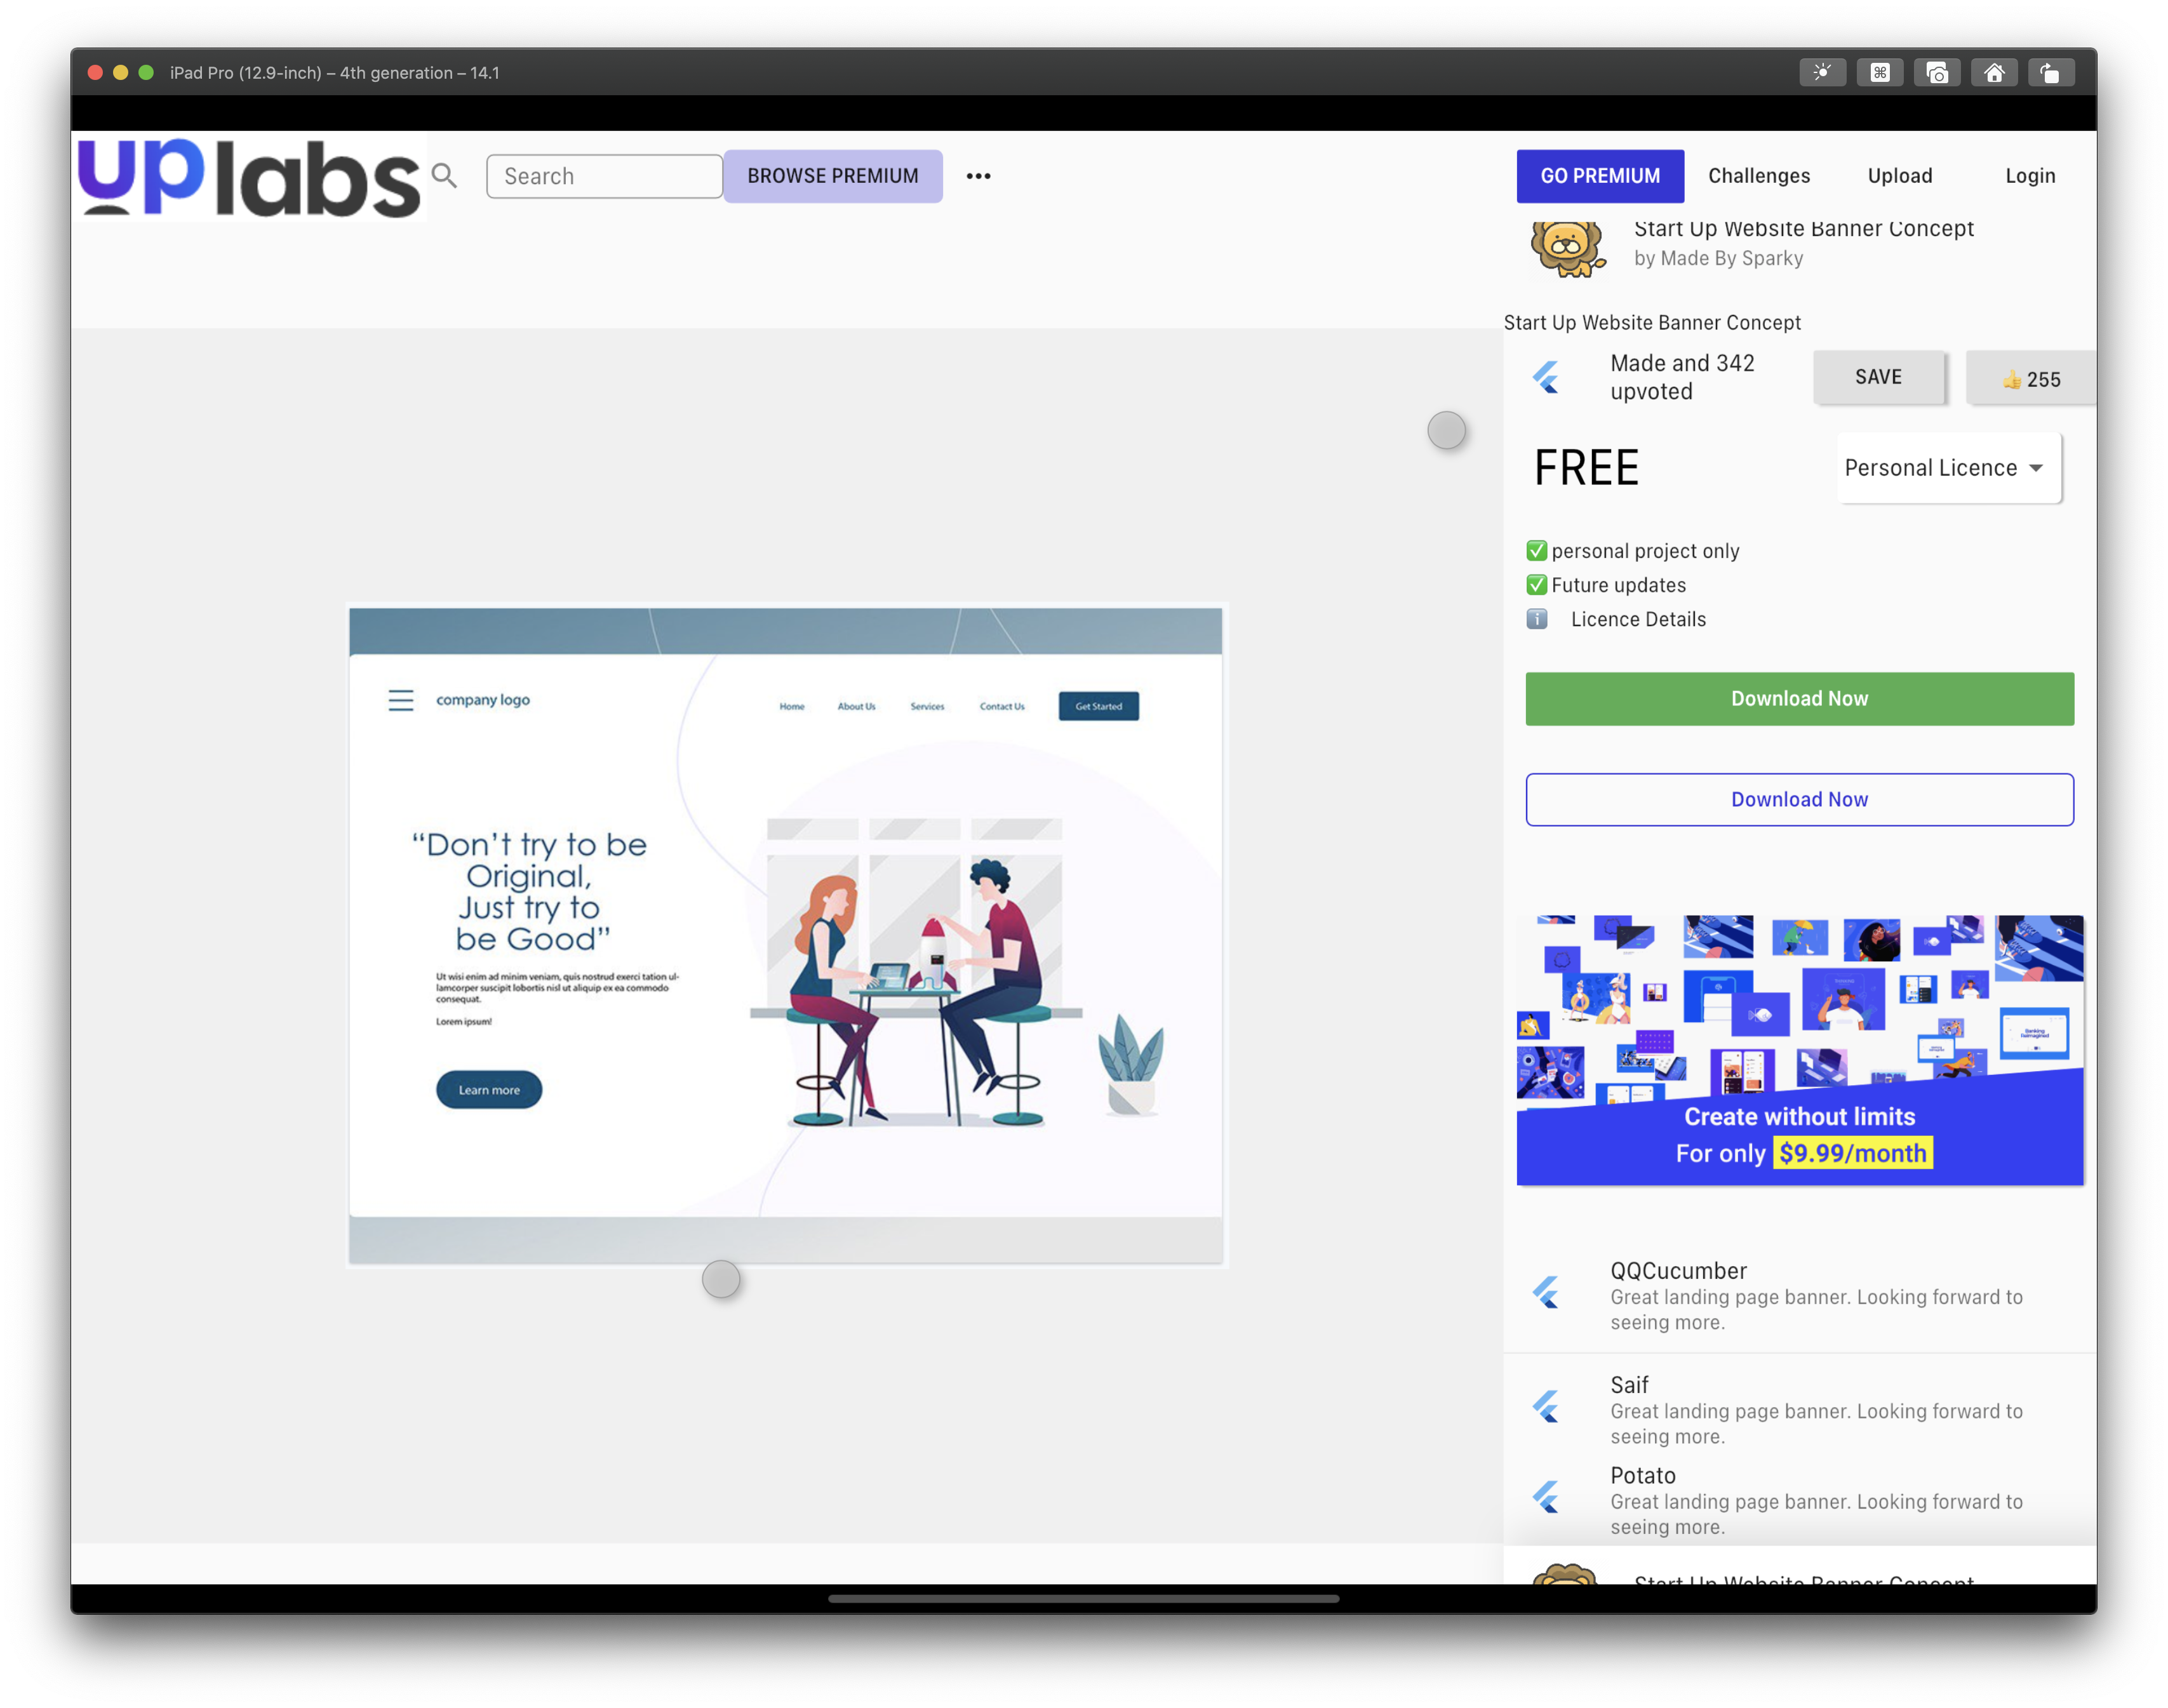 iPad Pro (12.9-inch) – 4th generation – 14.1
uplabs
Search
BROWSE PREMIUM
GO PREMIUM
Challenges
Upload
Login
Start Up Website Banner Concept
by Made By Sparky
Start Up Website Banner Concept
Made and 342
upvoted
SAVE
👍 255
FREE
Personal Licence
✅ personal project only
✅ Future updates
ℹ️ Licence Details
Download Now
Download Now
company logo
Home
About Us
Services
Contact Us
Get Started
“Don’t try to be
Original,
Just try to
be Good”
Ut wisi enim ad minim veniam, quis nostrud exerci tation ul-
lamcorper suscipit lobortis nisl ut aliquip ex ea commodo
consequat.
Lorem ipsum!
Learn more
Create without limits
For only $9.99/month
QQCucumber
Great landing page banner. Looking forward to
seeing more.
Saif
Great landing page banner. Looking forward to
seeing more.
Potato
Great landing page banner. Looking forward to
seeing more.
Start Up Website Banner Concept